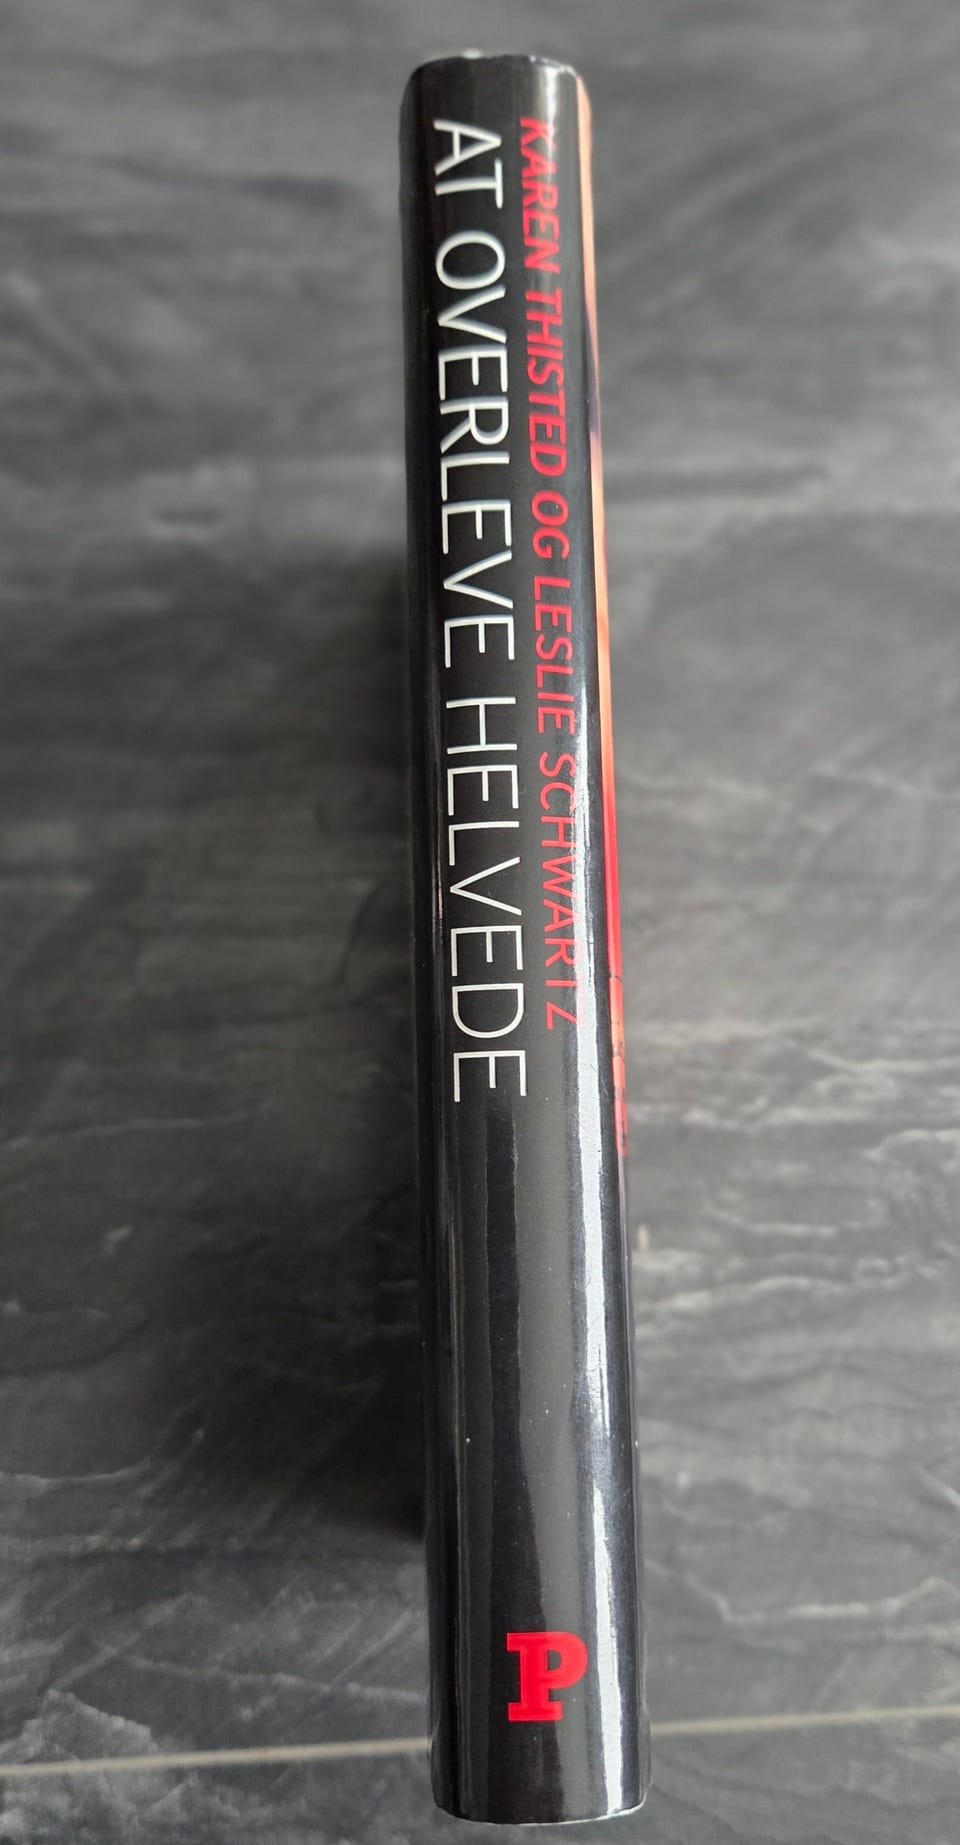 KAREN THISTED OG LESLIE SCHWARTZ
AT OVERLEVE HELVEDE
P